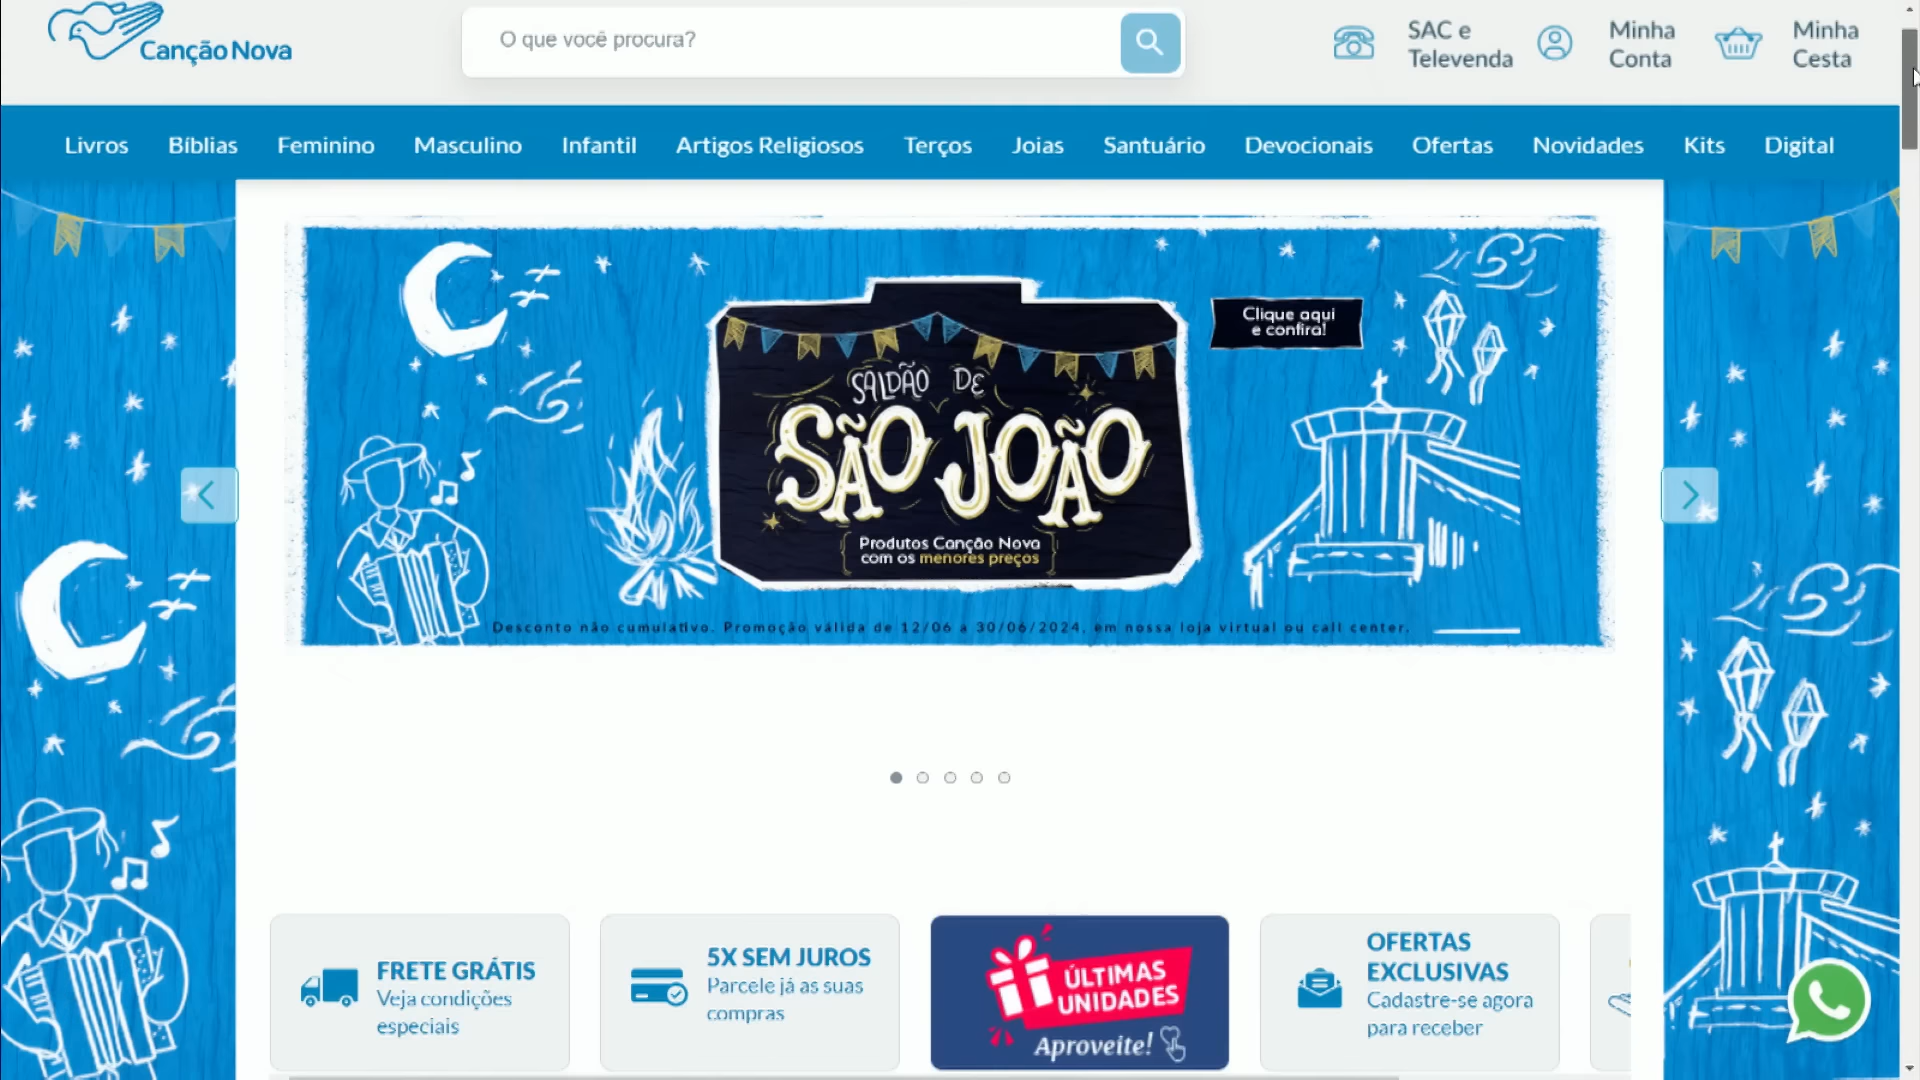 Canção Nova
O que você procura?
SAC e
Televenda
Minha
Conta
Minha
Cesta
Livros
Bíblias
Feminino
Masculino
Infantil
Artigos Religiosos
Terços
Joias
Santuário
Devocionais
Ofertas
Novidades
Kits
Digital
SALDÃO DE
SÃO JOÃO
Produtos Canção Nova
com os menores preços
Clique aqui
e confira!
Desconto não cumulativo. Promoção válida de 12/06 a 30/06/2024, em nossa loja virtual ou call center.
FRETE GRÁTIS
Veja condições
especiais
5X SEM JUROS
Parcele já as suas
compras
ÚLTIMAS
UNIDADES
Aproveite!
OFERTAS
EXCLUSIVAS
Cadastre-se agora
para receber